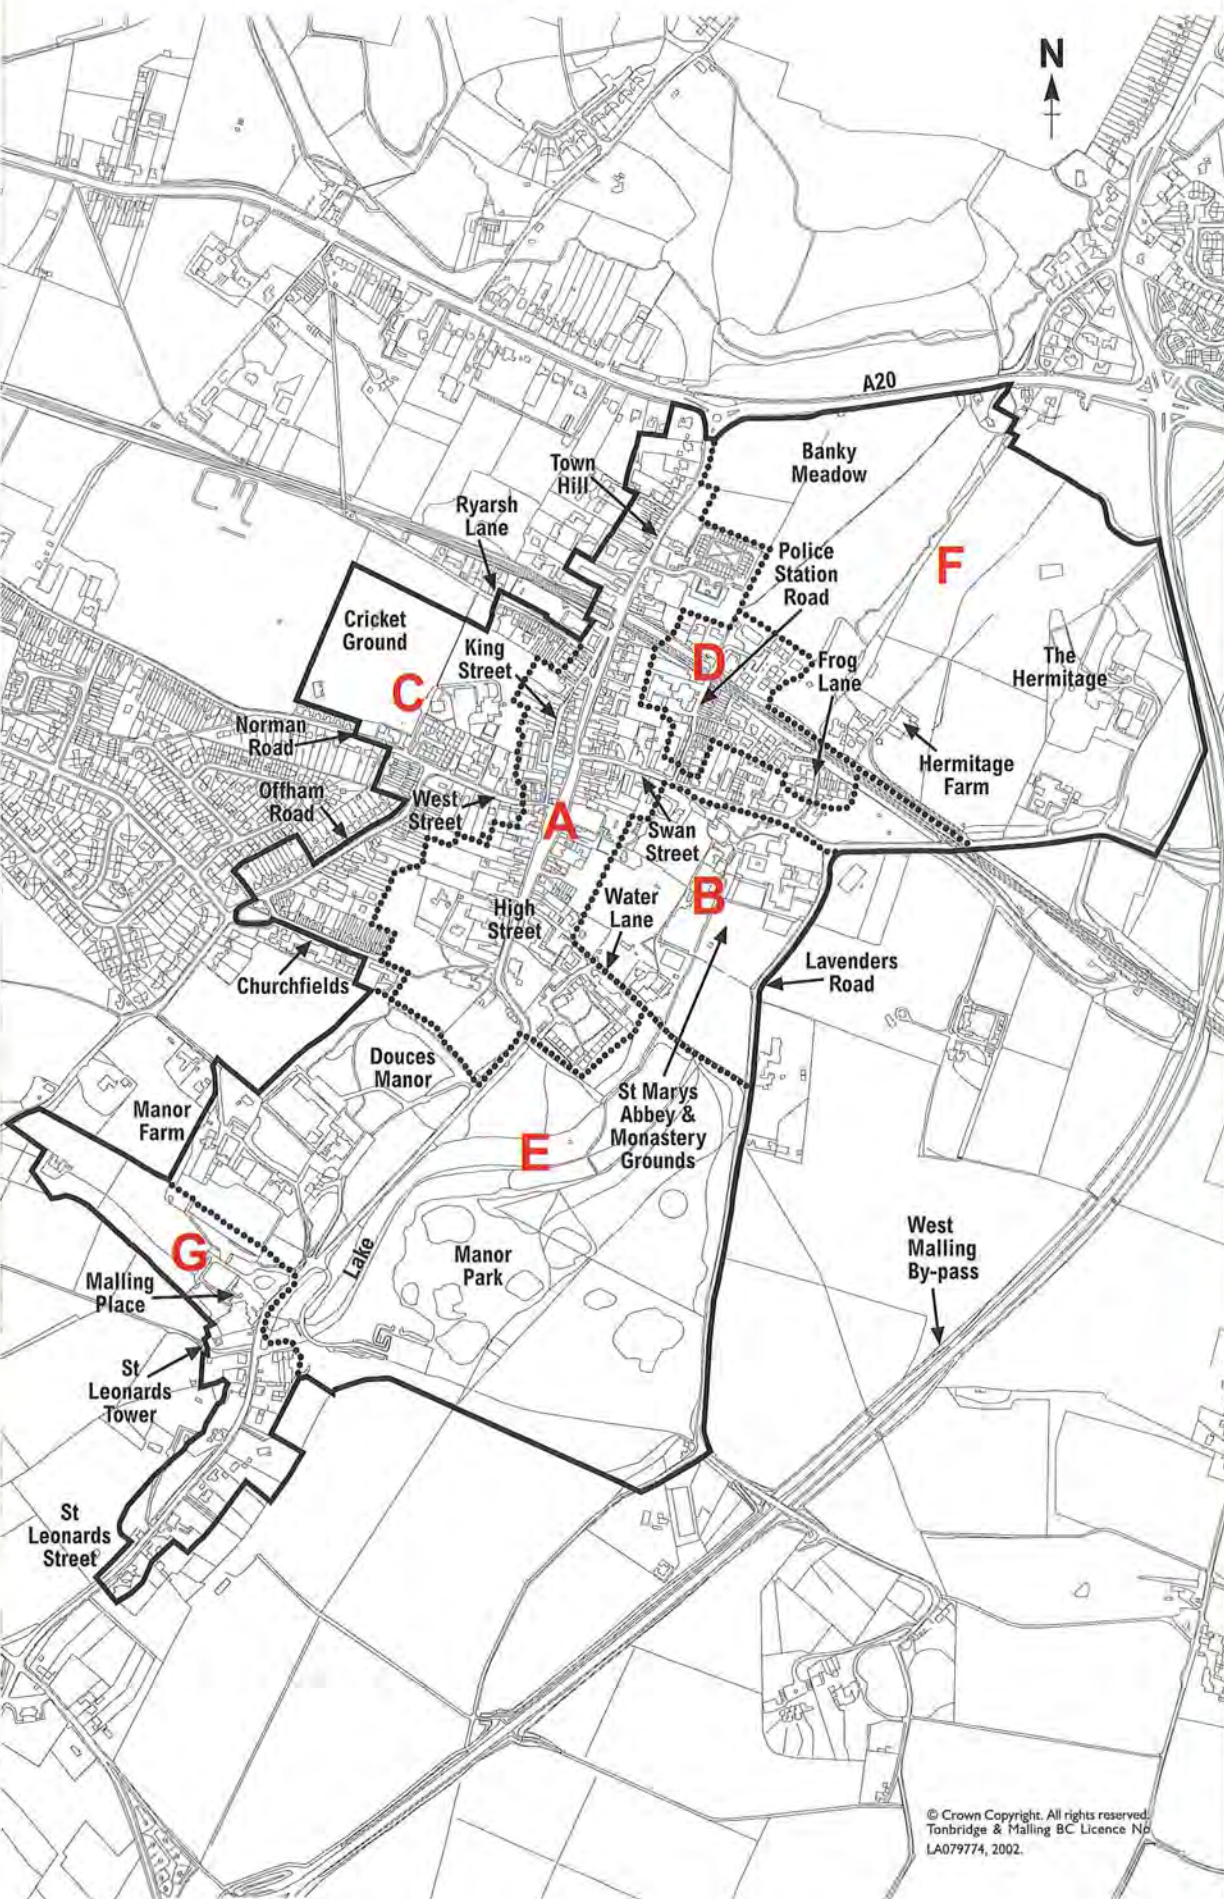 N
A20
Banky
Meadow
Town
Hill
Ryarsh
Lane
Police
Station
Road
F
Cricket
Ground
King
Street
D
The
Hermitage
Frog
Lane
C
Norman
Road
Hermitage
Farm
Offham
Road
West
Street
A
Swan
Street
B
Water
Lane
High
Street
Lavenders
Road
Churchfields
Douces
Manor
St Marys
Abbey &
Monastery
Grounds
Manor
Farm
E
G
Lake
Manor
Park
West
Malling
By-pass
Malling
Place
St
Leonards
Tower
St
Leonards
Street
© Crown Copyright. All rights reserved.
Tonbridge & Malling BC Licence No
LA079774, 2002.